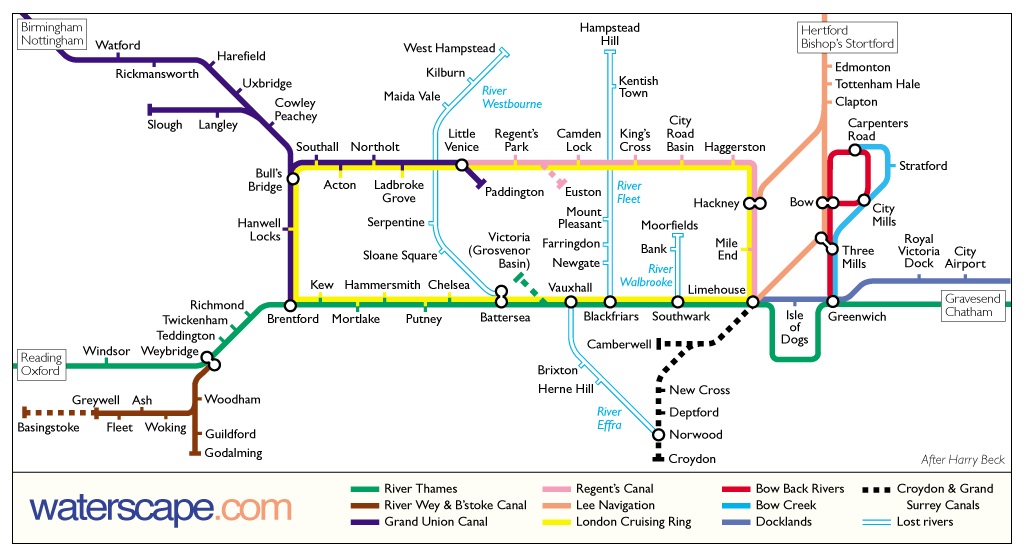 Birmingham
Nottingham
Watford
Rickmansworth
Harefield
Uxbridge
Cowley
Peachey
Slough
Langley
Bull's
Bridge
Southall
Acton
Northolt
Ladbroke
Grove
Little
Venice
Paddington
Regent's
Park
Euston
Camden
Lock
King's
Cross
City
Road
Basin
Haggerston
West Hampstead
Kilburn
Maida Vale
River
Westbourne
Hampstead
Hill
Kentish
Town
River
Fleet
Hertford
Bishop's Stortford
Edmonton
Tottenham Hale
Clapton
Carpenters
Road
Stratford
City
Mills
Hackney
Bow
Three
Mills
Mile
End
Hanwell
Locks
Serpentine
Sloane Square
Victoria
(Grosvenor
Basin)
Mount
Pleasant
Farringdon
Newgate
Moorfields
Bank
River
Walbrooke
Limehouse
Royal
Victoria
Dock
City
Airport
Richmond
Twickenham
Teddington
Weybridge
Brentford
Kew
Mortlake
Hammersmith
Putney
Chelsea
Battersea
Vauxhall
Blackfriars
Southwark
Isle
of
Dogs
Greenwich
Gravesend
Chatham
Reading
Oxford
Windsor
Greywell
Ash
Basingstoke
Fleet
Woking
Woodham
Guildford
Godalming
Camberwell
Brixton
Herne Hill
River
Effra
New Cross
Deptford
Norwood
Croydon
After Harry Beck
waterscape.com
River Thames
River Wey & B'stoke Canal
Grand Union Canal
Regent's Canal
Lee Navigation
London Cruising Ring
Bow Back Rivers
Bow Creek
Docklands
Croydon & Grand
Surrey Canals
Lost rivers